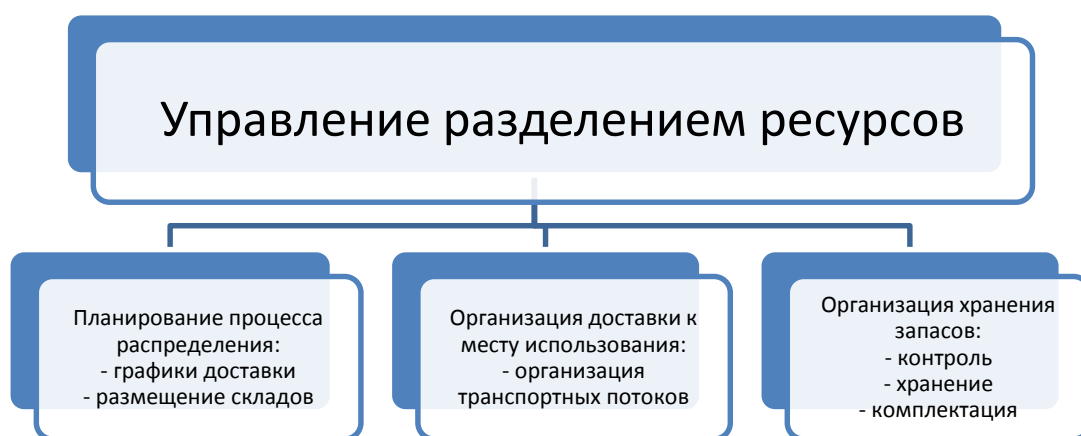 Управление разделением ресурсов
Планирование процесса
распределения:
- графики доставки
- размещение складов
Организация доставки к
месту использования:
- организация
транспортных потоков
Организация хранения
запасов:
- контроль
- хранение
- комплектация